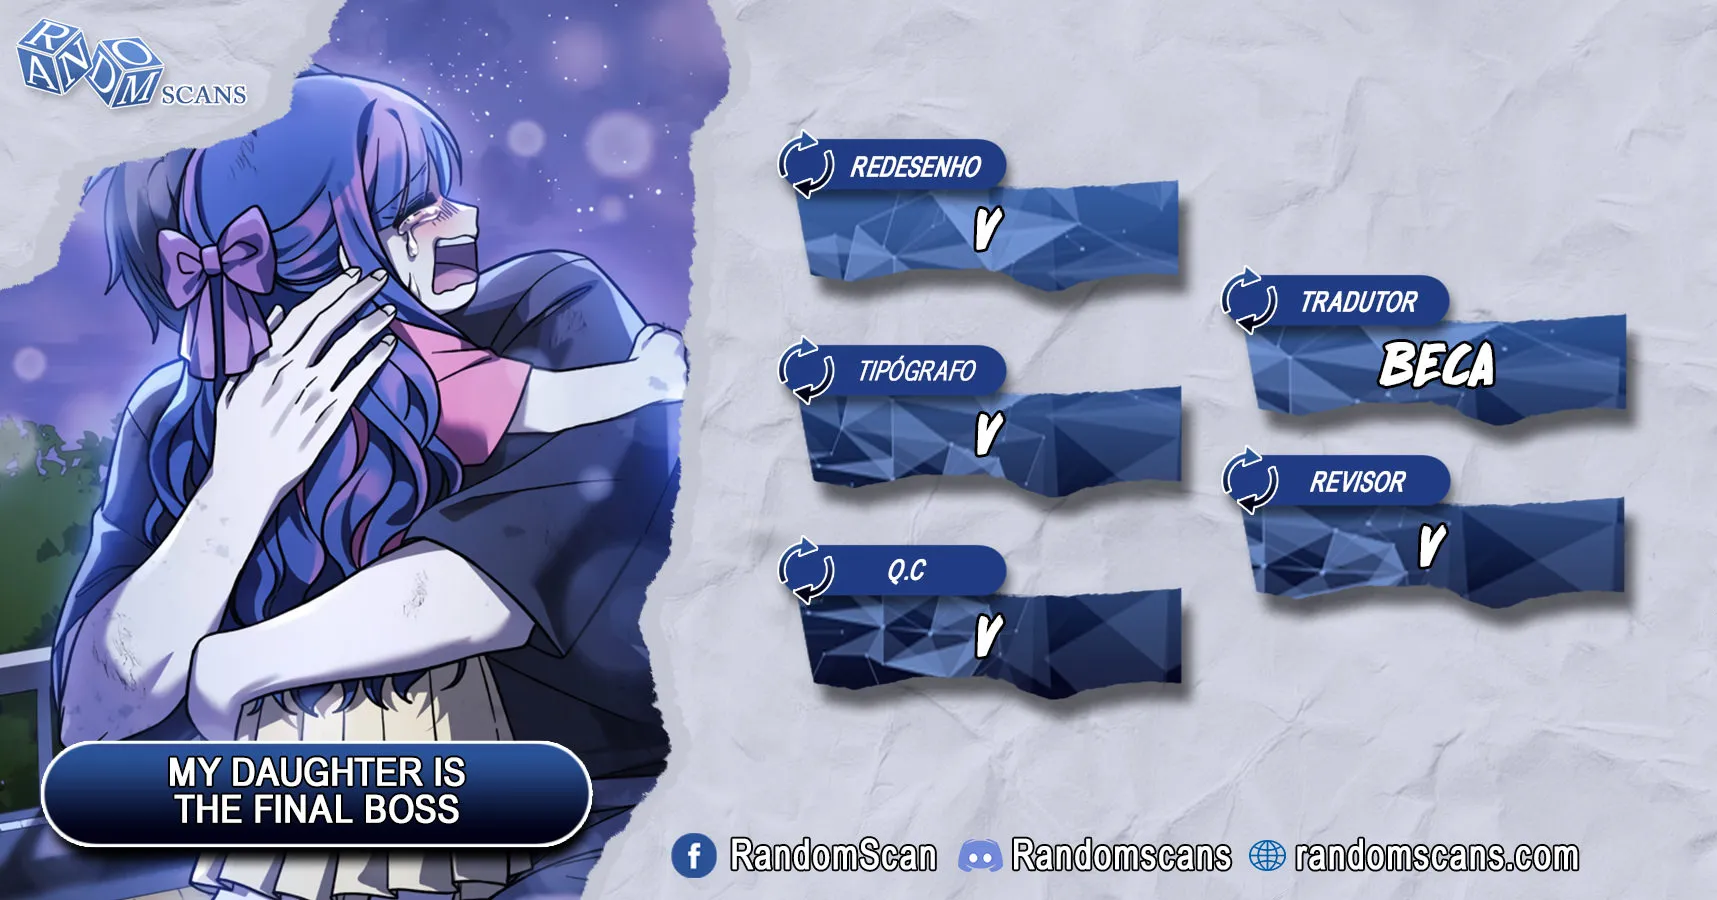 RANDOM SCANS
REDESENHO
V
TRADUTOR
BECA
TIPÓGRAFO
V
REVISOR
V
Q.C
V
MY DAUGHTER IS
THE FINAL BOSS
RandomScan
Randomscans
randomscans.com